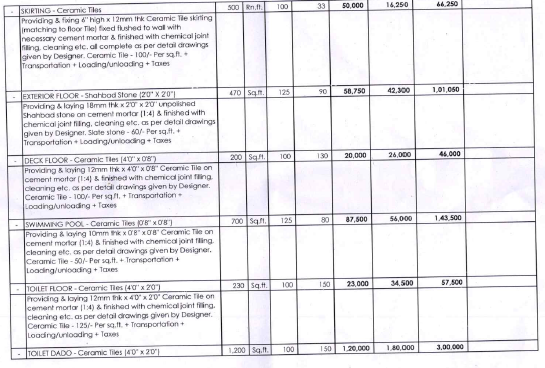 - SKIRTING - Ceramic Tiles 500 Rn.ft. 100 33 50,000 16,250 66,250
Providing & fixing 6" high x 12mm thk Ceramic Tile skirting
(matching to floor Tile) fixed flushed to wall with
necessary cement mortar & finished with chemical joint
filling, cleaning etc. all complete as per detail drawings
given by Designer. Ceramic Tile - 100/- Per sq.ft. +
Transportation + Loading/unloading + Taxes
- EXTERIOR FLOOR - Shahbad Stone (2'0" X 2'0") 470 Sq.ft. 125 90 58,750 42,300 1,01,050
Providing & laying 18mm thk x 2'0" x 2'0" unpolished
Shahbad stone on cement mortar (1:4) & finished with
chemical joint filling, cleaning etc. as per detail drawings
given by Designer. Slate stone - 60/- Per sq.ft. +
Transportation + Loading/unloading + Taxes
- DECK FLOOR - Ceramic Tiles (4'0" x 0'8") 200 Sq.ft. 100 130 20,000 26,000 46,000
Providing & laying 12mm thk x 4'0" x 0'8" Ceramic Tile on
cement mortar (1:4) & finished with chemical joint filling,
cleaning etc. as per detail drawings given by Designer.
Ceramic Tile - 100/- Per sq.ft. + Transportation +
Loading/unloading + Taxes
- SWIMMING POOL - Ceramic Tiles (0'8" x 0'8") 700 Sq.ft. 125 80 87,500 56,000 1,43,500
Providing & laying 10mm thk x 0'8" x 0'8" Ceramic Tile on
cement mortar (1:4) & finished with chemical joint filling,
cleaning etc. as per detail drawings given by Designer.
Ceramic Tile - 50/- Per sq.ft. + Transportation +
Loading/unloading + Taxes
- TOILET FLOOR - Ceramic Tiles (4'0" x 2'0") 230 Sq.ft. 100 150 23,000 34,500 57,500
Providing & laying 12mm thk x 4'0" x 2'0" Ceramic Tile on
cement mortar (1:4) & finished with chemical joint filling,
cleaning etc. as per detail drawings given by Designer.
Ceramic Tile - 125/- Per sq.ft. + Transportation +
Loading/unloading + Taxes
- TOILET DADO - Ceramic Tiles (4'0" x 2'0") 1,200 Sq.ft. 100 150 1,20,000 1,80,000 3,00,000